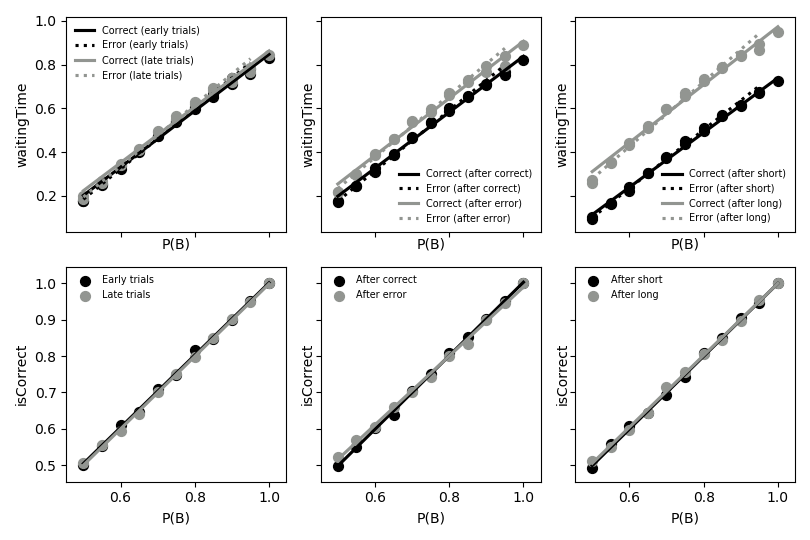 1.0
0.8
0.6
0.4
0.2
waitingTime
P(B)
Correct (early trials)
Error (early trials)
Correct (late trials)
Error (late trials)
waitingTime
P(B)
Correct (after correct)
Error (after correct)
Correct (after error)
Error (after error)
waitingTime
P(B)
Correct (after short)
Error (after short)
Correct (after long)
Error (after long)
1.0
0.9
0.8
0.7
0.6
0.5
isCorrect
Early trials
Late trials
0.6 0.8 1.0
P(B)
isCorrect
After correct
After error
0.6 0.8 1.0
P(B)
isCorrect
After short
After long
0.6 0.8 1.0
P(B)